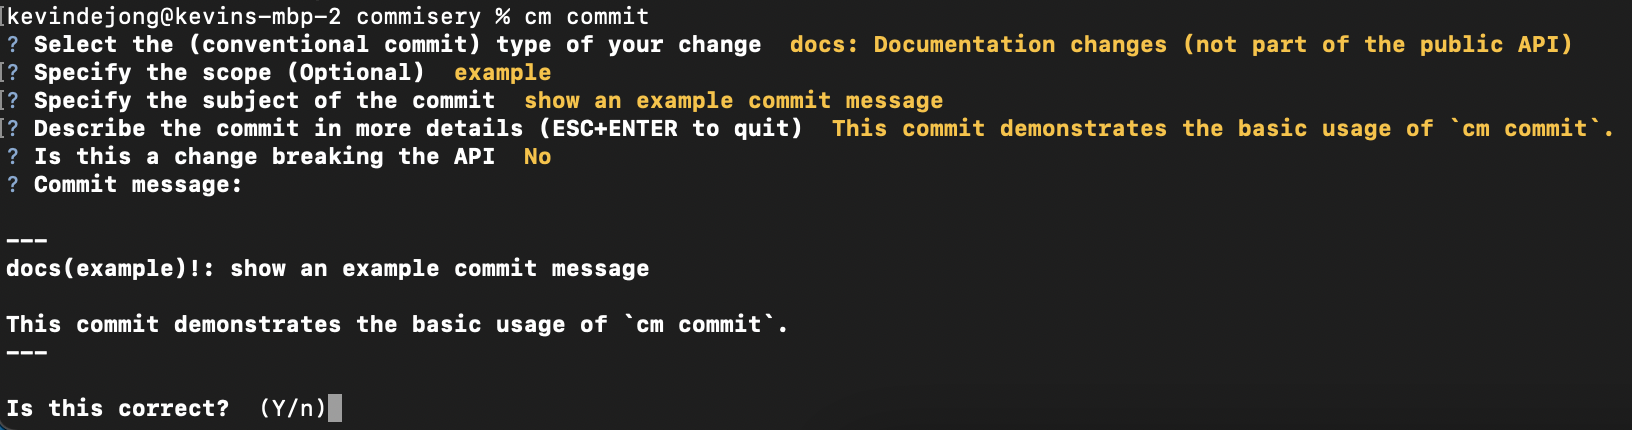 [kevindejong@kevins-mbp-2 commisery % cm commit
? Select the (conventional commit) type of your change  docs: Documentation changes (not part of the public API)
[? Specify the scope (Optional)  example
[? Specify the subject of the commit  show an example commit message
[? Describe the commit in more details (ESC+ENTER to quit)  This commit demonstrates the basic usage of `cm commit`.
? Is this a change breaking the API  No
? Commit message:
---
docs(example)!: show an example commit message
This commit demonstrates the basic usage of `cm commit`.
---
Is this correct?  (Y/n)